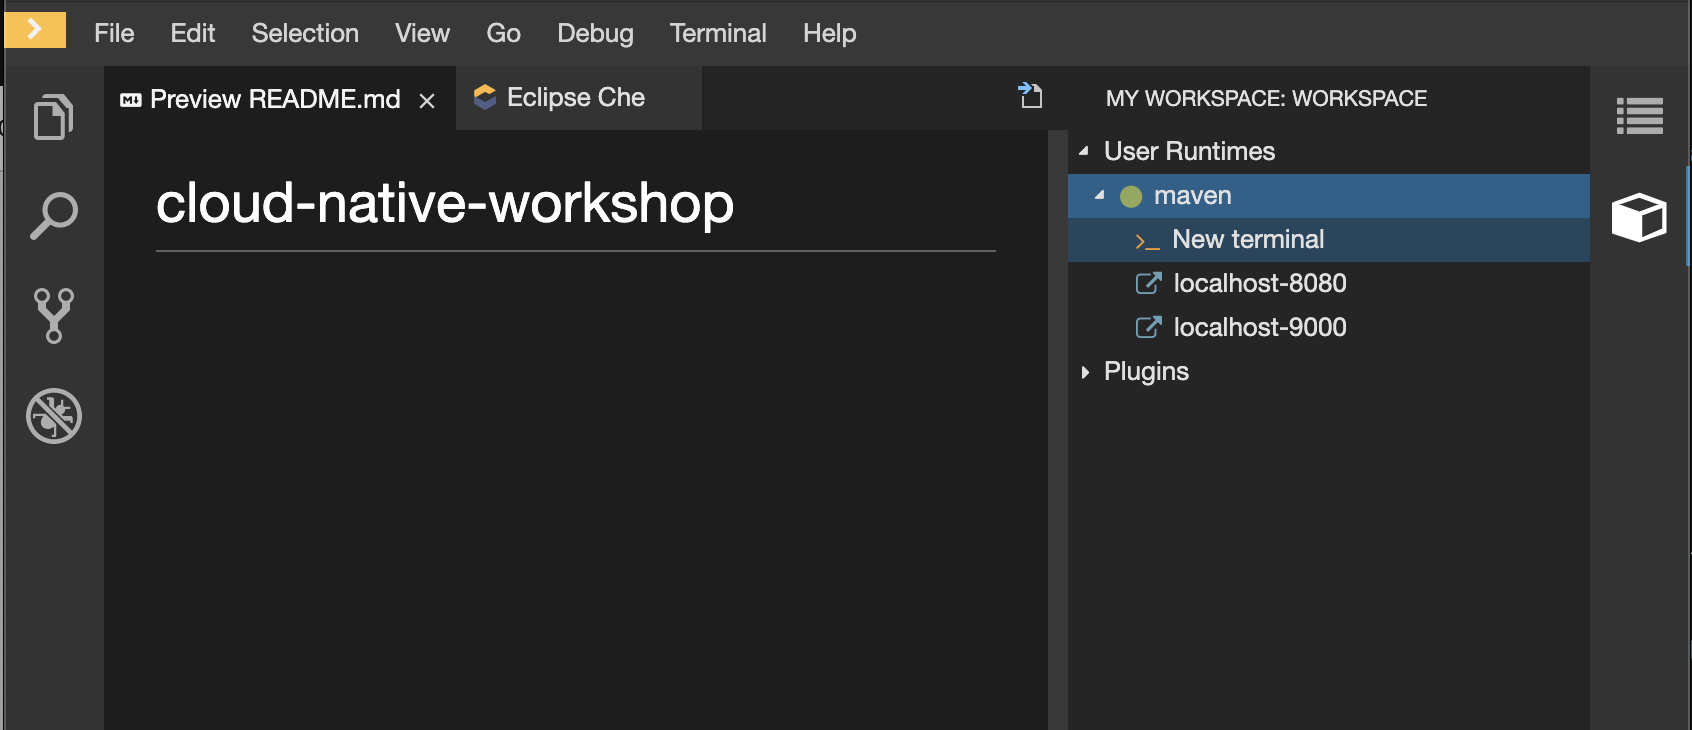 File Edit Selection View Go Debug Terminal Help
Preview README.md Eclipse Che
cloud-native-workshop
MY WORKSPACE: WORKSPACE
User Runtimes
maven
>_ New terminal
localhost-8080
localhost-9000
Plugins